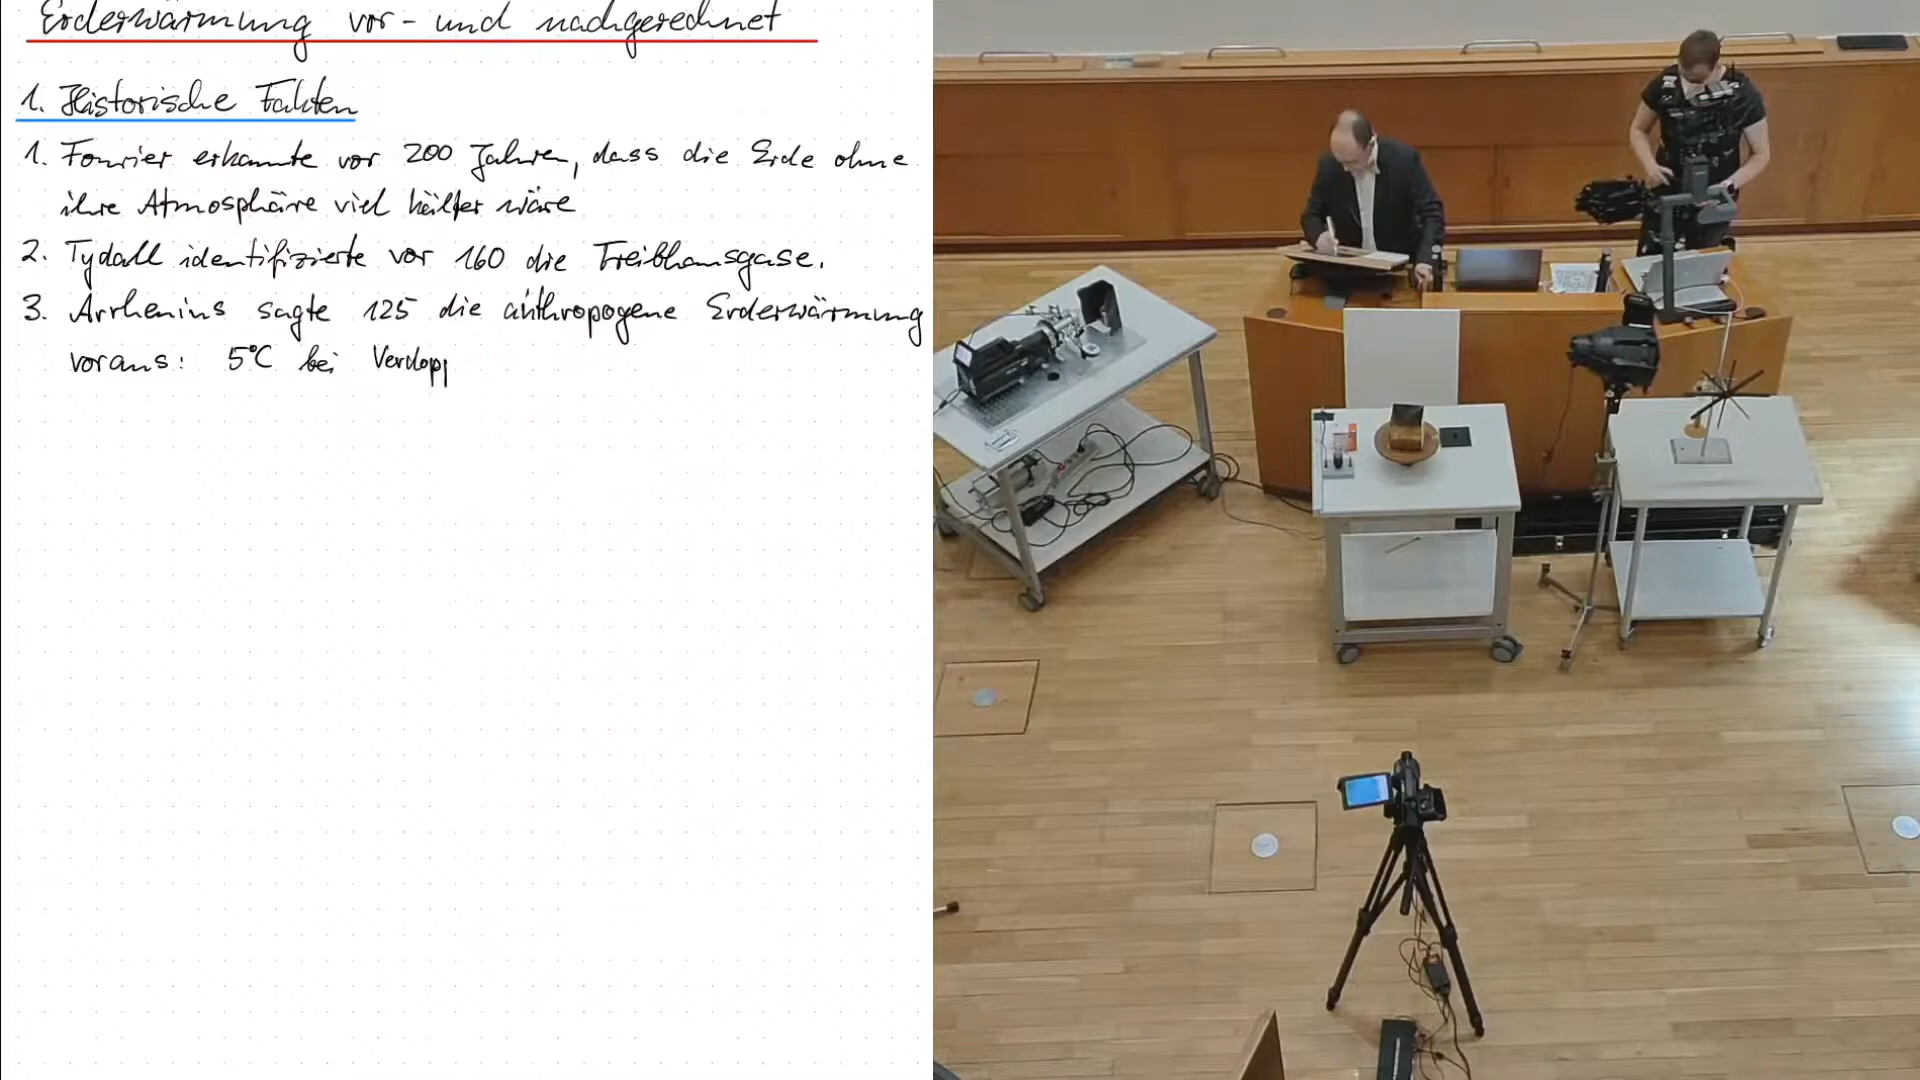 Erderwärmung vor- und nachgerechnet
1. Historische Fakten
1. Fourier erkannte vor 200 Jahren, dass die Erde ohne
ihre Atmosphäre viel kälter wäre
2. Tydall identifizierte vor 160 die Treibhausgase.
3. Arrhenius sagte 125 die anthropogene Erderwärmung
voraus: 5°C bei Verdopp